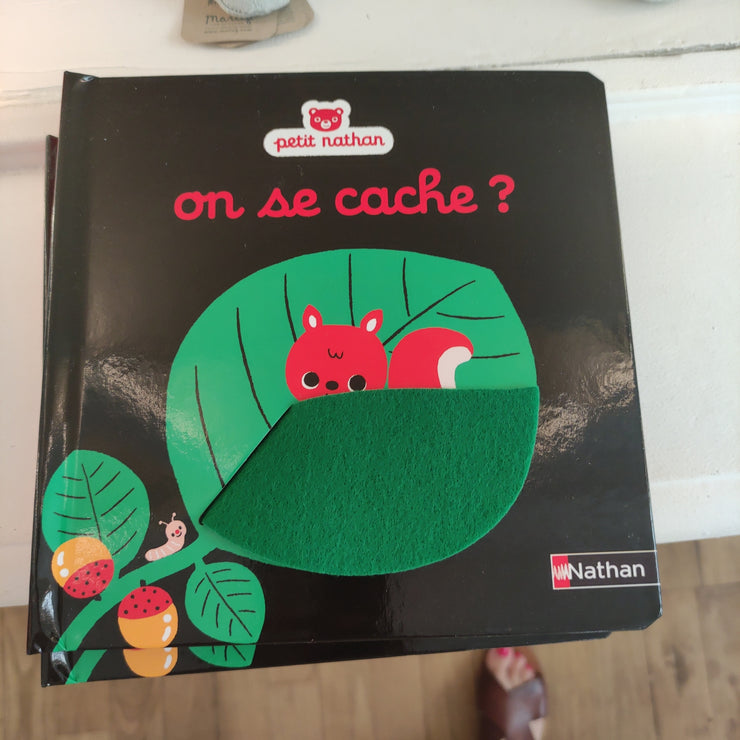 petit nathan
on se cache ?
Nathan